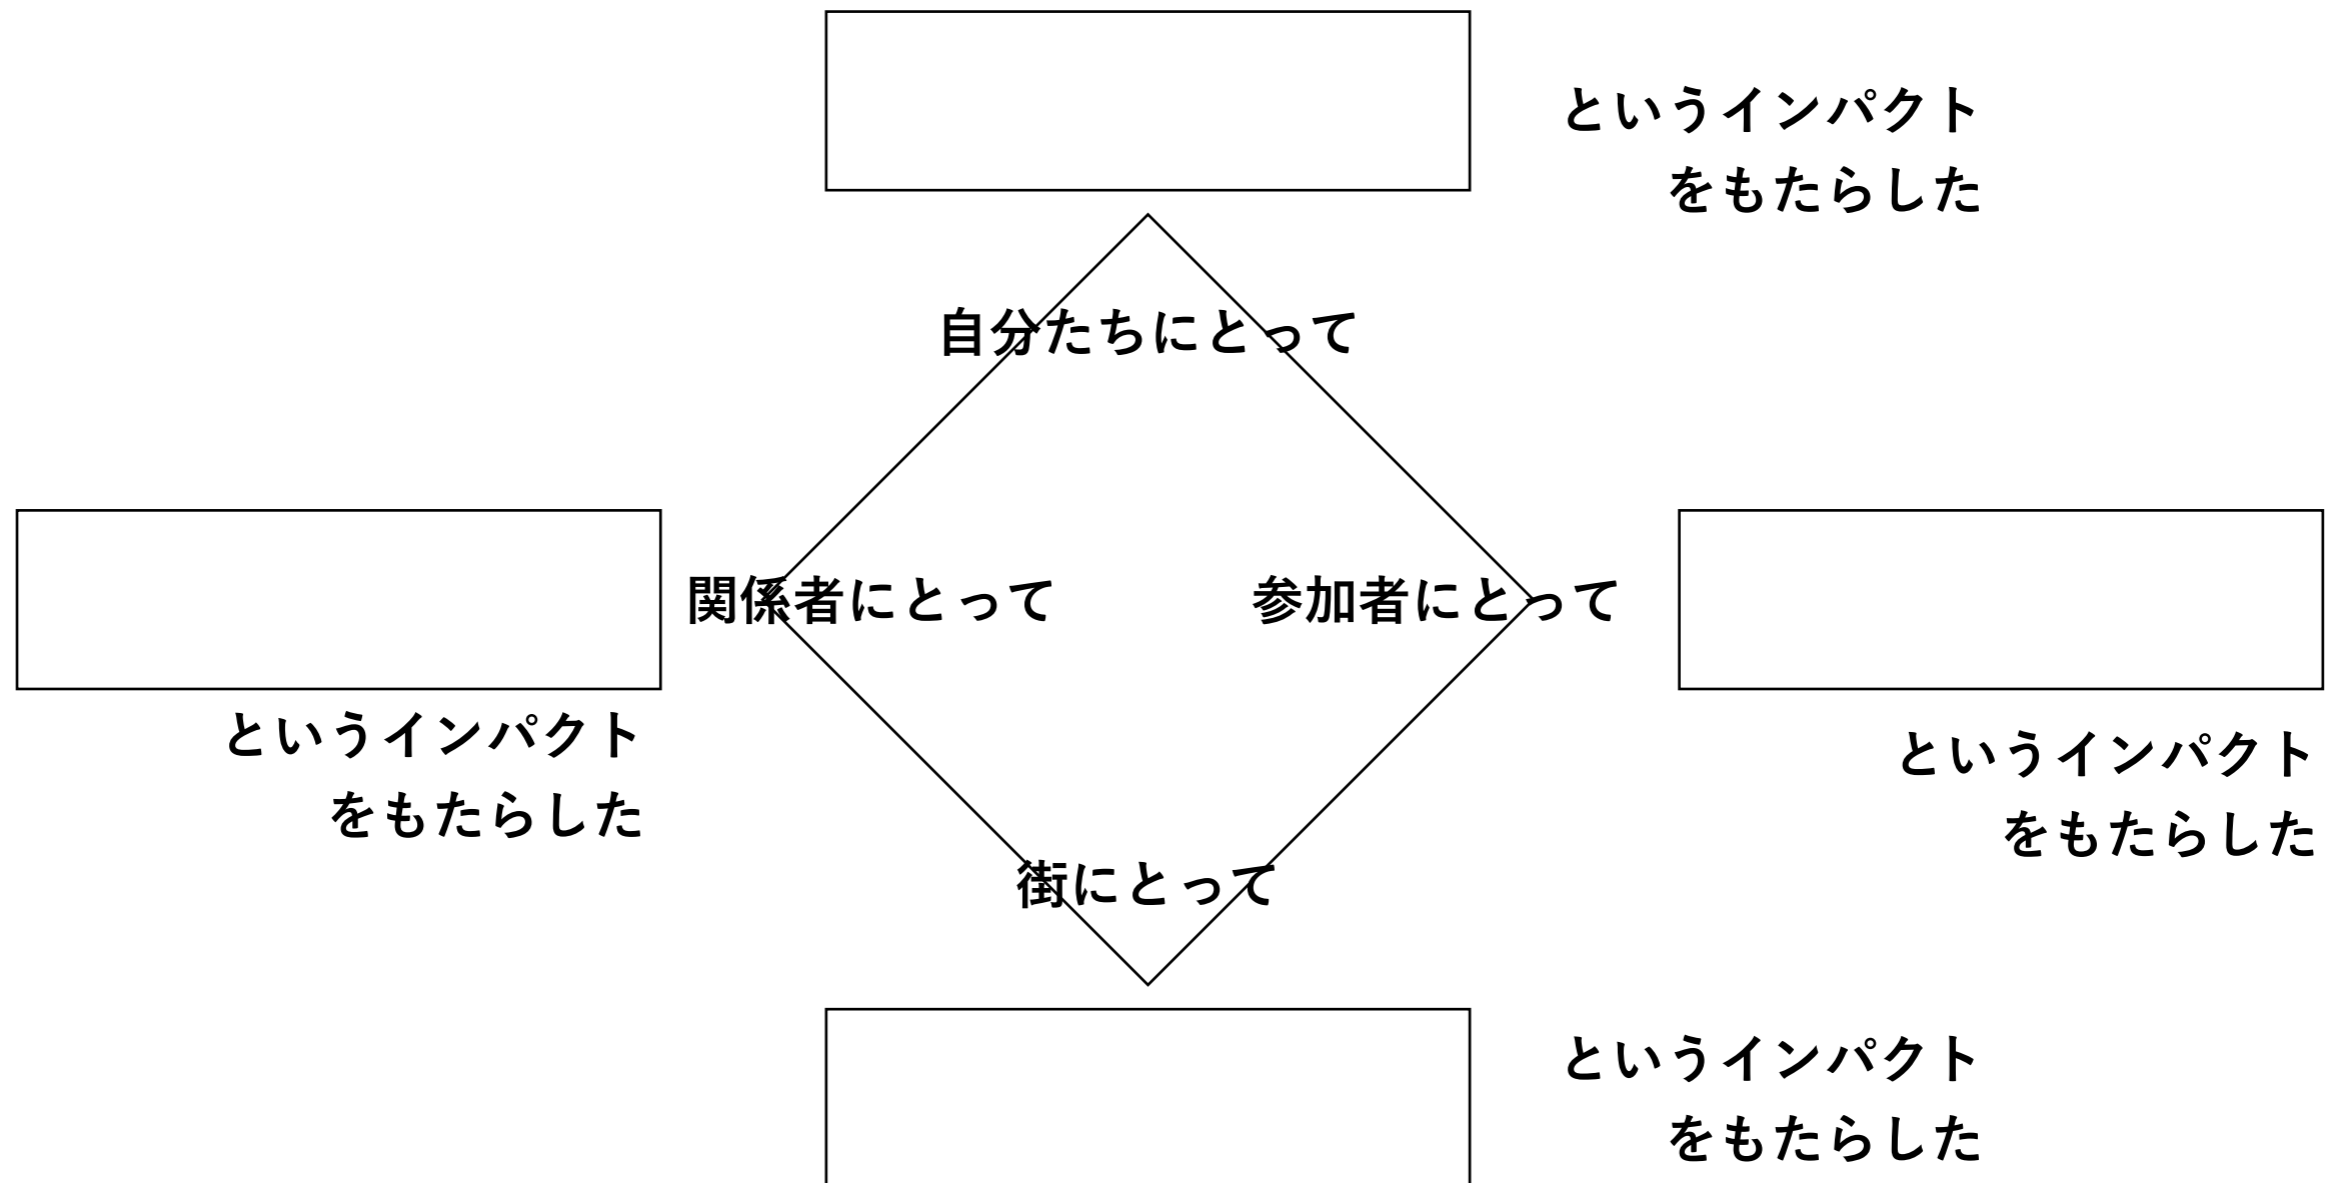 というインパクト
をもたらした
自分たちにとって
関係者にとって
参加者にとって
というインパクト
をもたらした
というインパクト
をもたらした
街にとって
というインパクト
をもたらした